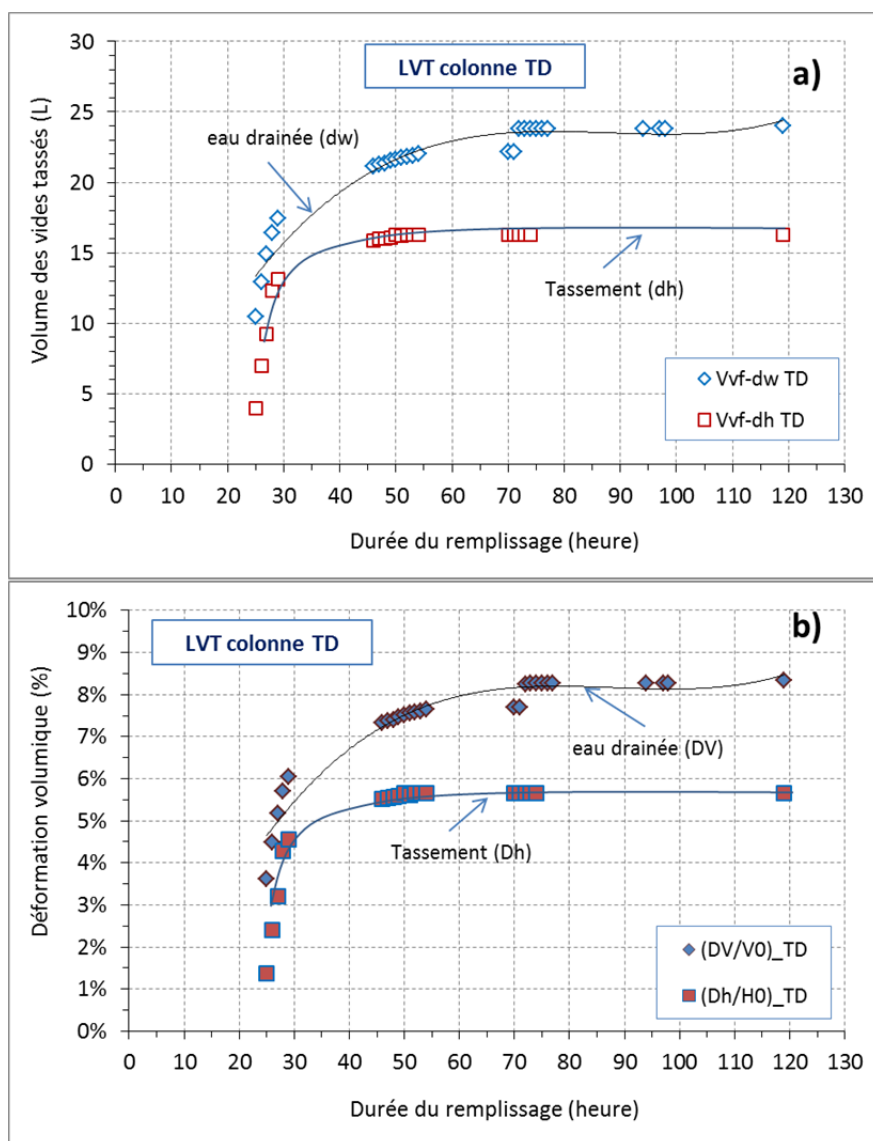 LVT colonne TD
a)
Volume des vides tassés (L)
30
25
20
15
10
5
0
eau drainée (dw)
Tassement (dh)
Vvf-dw TD
Vvf-dh TD
0 10 20 30 40 50 60 70 80 90 100 110 120 130
Durée du remplissage (heure)
LVT colonne TD
b)
Déformation volumique (%)
10%
9%
8%
7%
6%
5%
4%
3%
2%
1%
0%
eau drainée (DV)
Tassement (Dh)
(DV/V0)_TD
(Dh/H0)_TD
0 10 20 30 40 50 60 70 80 90 100 110 120 130
Durée du remplissage (heure)